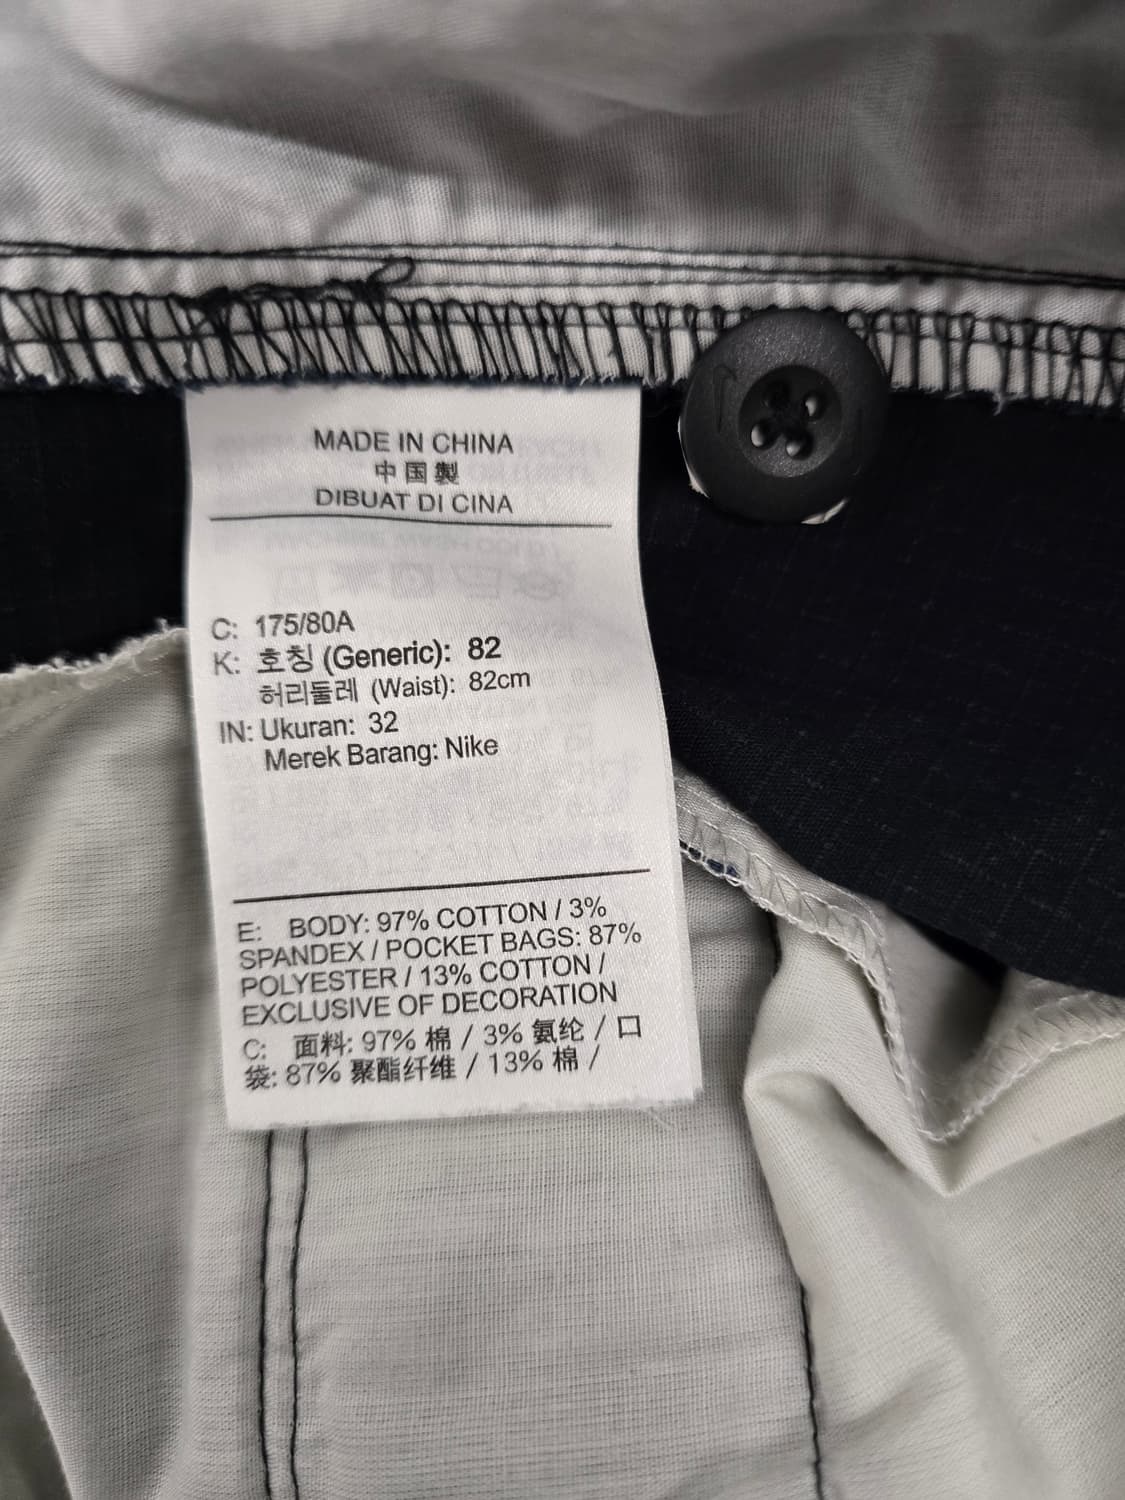 MADE IN CHINA
中国製
DIBUAT DI CINA
C: 175/80A
K: 호칭 (Generic): 82
허리둘레 (Waist): 82cm
IN: Ukuran: 32
Merek Barang: Nike
E: BODY: 97% COTTON / 3%
SPANDEX / POCKET BAGS: 87%
POLYESTER / 13% COTTON /
EXCLUSIVE OF DECORATION
C: 面料: 97% 棉 / 3% 氨纶 / 口
袋: 87% 聚酯纤维 / 13% 棉 /